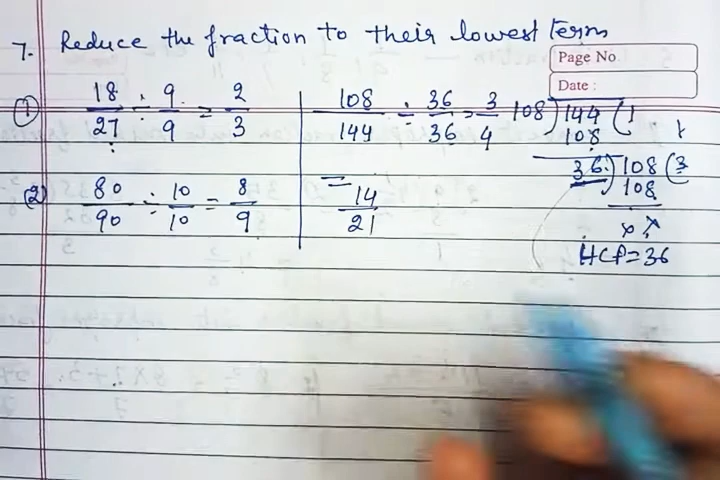 7. Reduce the fraction to their lowest term
Page No.
Date :
(1) 18/27 ÷ 9/9 = 2/3
108/144 ÷ 36/36 = 3/4
108)144(1
108
36)108(3
108
××
HCF=36
(2) 80/90 ÷ 10/10 = 8/9
= 14/21